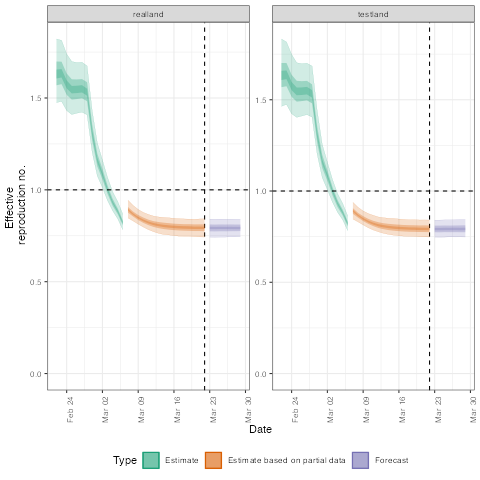 realland
testland
1.5
1.0
0.5
0.0
1.5
1.0
0.5
0.0
Effective
reproduction no.
Feb 24
Mar 02
Mar 09
Mar 16
Mar 23
Mar 30
Feb 24
Mar 02
Mar 09
Mar 16
Mar 23
Mar 30
Date
Type
Estimate
Estimate based on partial data
Forecast